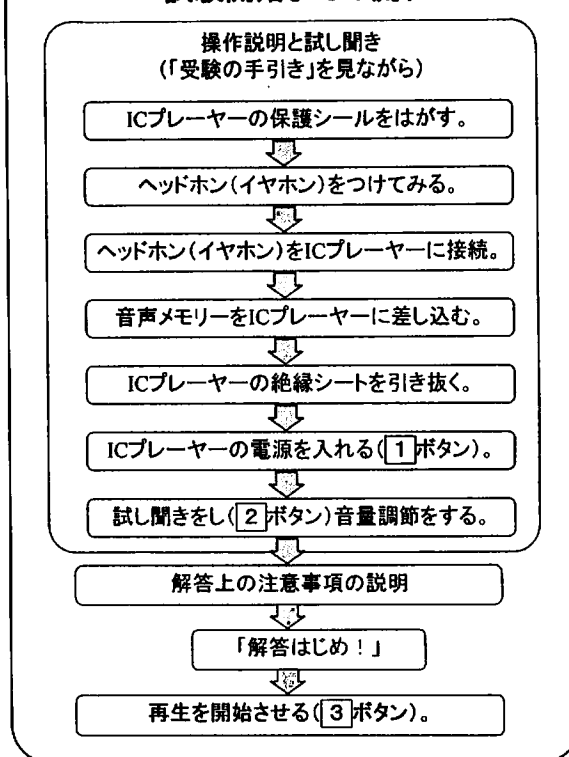 操作説明と試し聞き
(「受験の手引き」を見ながら)
ICプレーヤーの保護シールをはがす。
ヘッドホン(イヤホン)をつけてみる。
ヘッドホン(イヤホン)をICプレーヤーに接続。
音声メモリーをICプレーヤーに差し込む。
ICプレーヤーの絶縁シートを引き抜く。
ICプレーヤーの電源を入れる(1ボタン)。
試し聞きをし(2ボタン)音量調節をする。
解答上の注意事項の説明
「解答はじめ!」
再生を開始させる(3ボタン)。